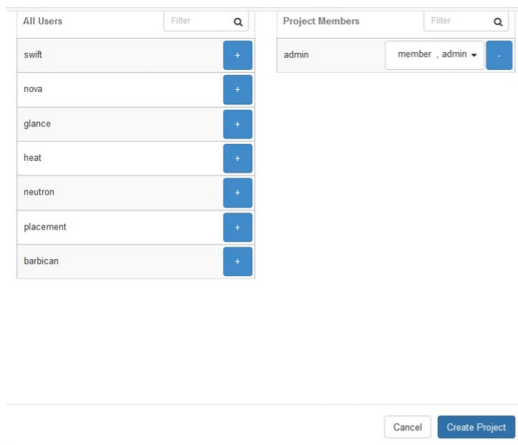 All Users Filter
swift +
nova +
glance +
heat +
neutron +
placement +
barbican +
Project Members Filter
admin member , admin -
Cancel Create Project